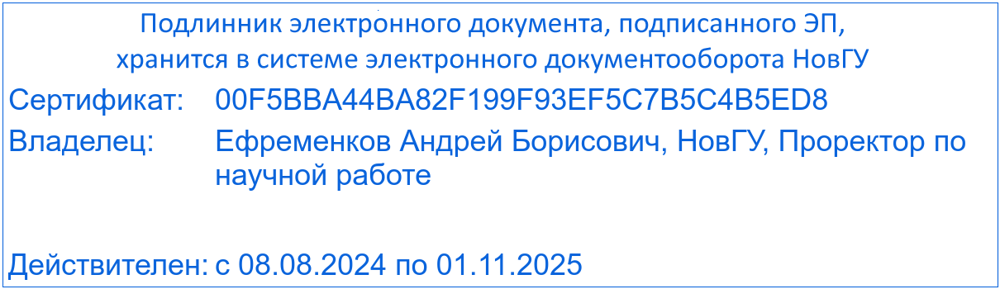 Подлинник электронного документа, подписанного ЭП,
хранится в системе электронного документооборота НовГУ
Сертификат: 00F5BBA44BA82F199F93EF5C7B5C4B5ED8
Владелец: Ефременков Андрей Борисович, НовГУ, Проректор по
научной работе
Действителен: с 08.08.2024 по 01.11.2025